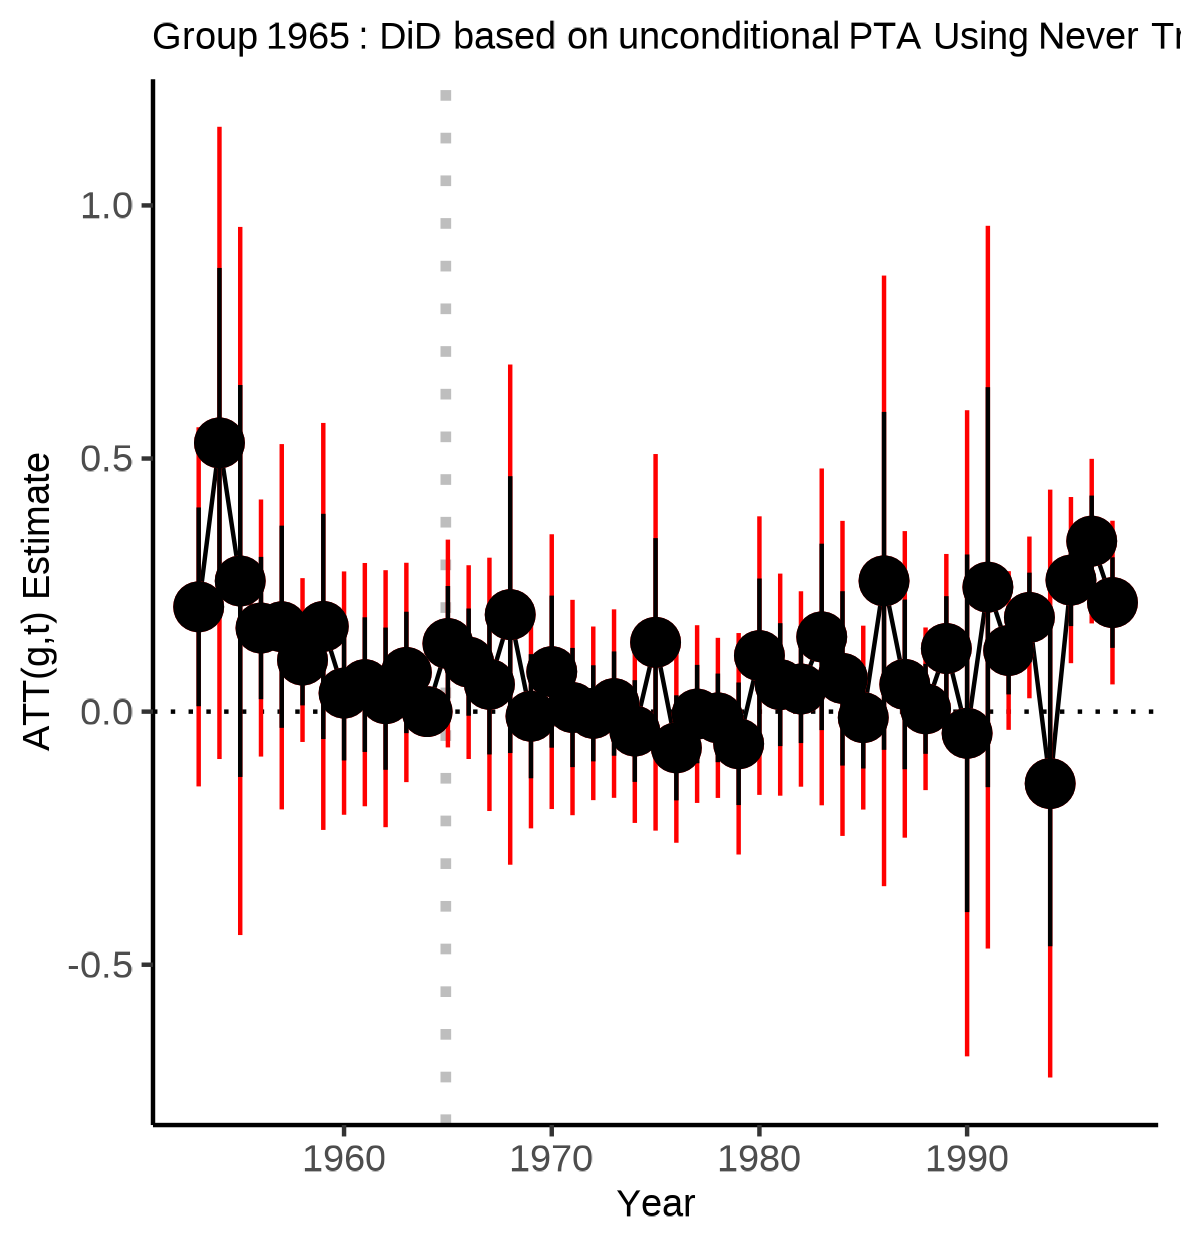 Group 1965 : DiD based on unconditional PTA Using Never Tr
1.0
0.5
0.0
-0.5
ATT(g,t) Estimate
1960 1970 1980 1990
Year